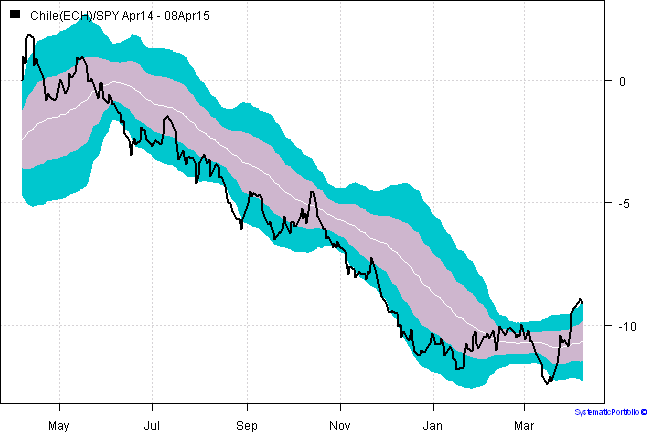 Chile(ECH)/SPY Apr14 - 08Apr15
0
-5
-10
May Jul Sep Nov Jan Mar
SystematicPortfolio ©